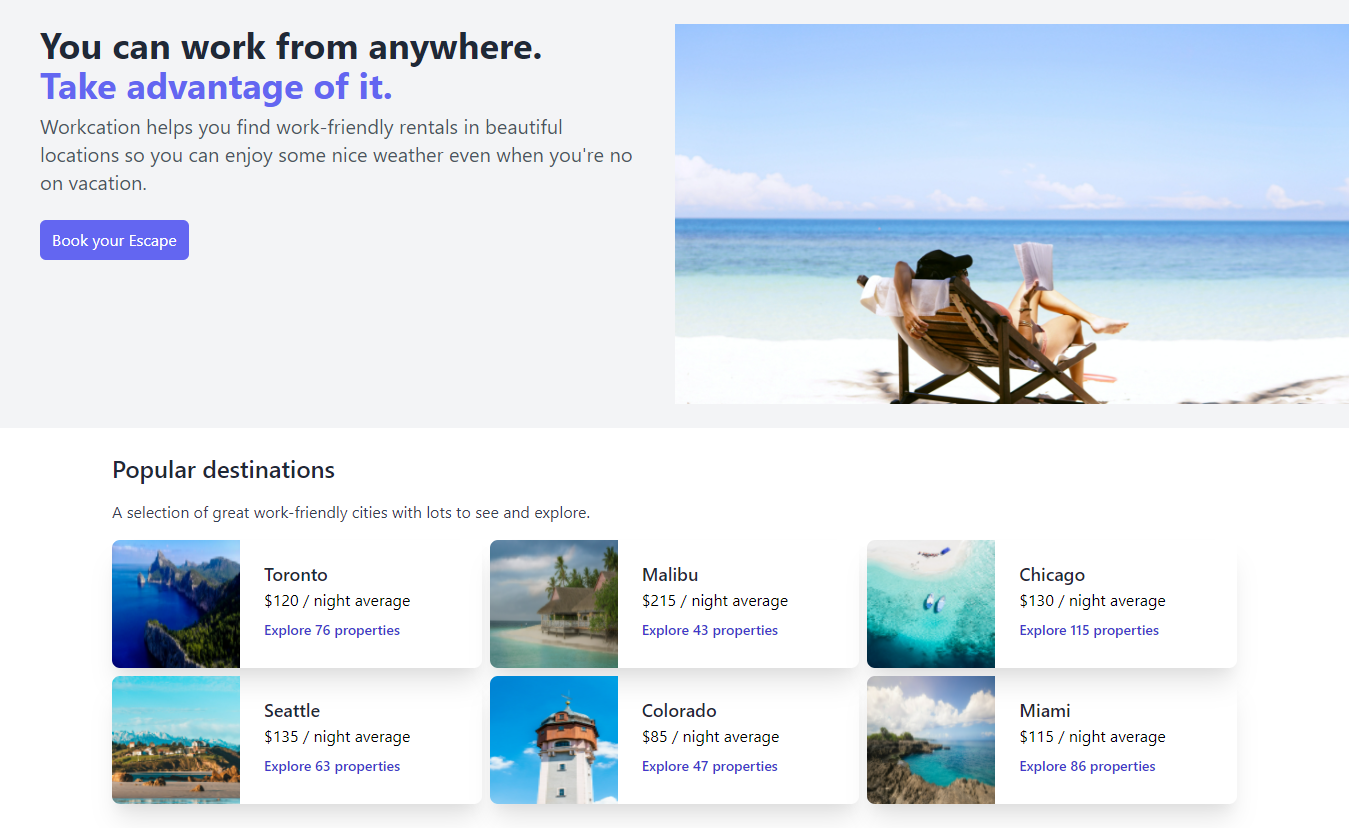 You can work from anywhere.
Take advantage of it.
Workcation helps you find work-friendly rentals in beautiful
locations so you can enjoy some nice weather even when you're no
on vacation.
Book your Escape
Popular destinations
A selection of great work-friendly cities with lots to see and explore.
Toronto
$120 / night average
Explore 76 properties
Malibu
$215 / night average
Explore 43 properties
Chicago
$130 / night average
Explore 115 properties
Seattle
$135 / night average
Explore 63 properties
Colorado
$85 / night average
Explore 47 properties
Miami
$115 / night average
Explore 86 properties